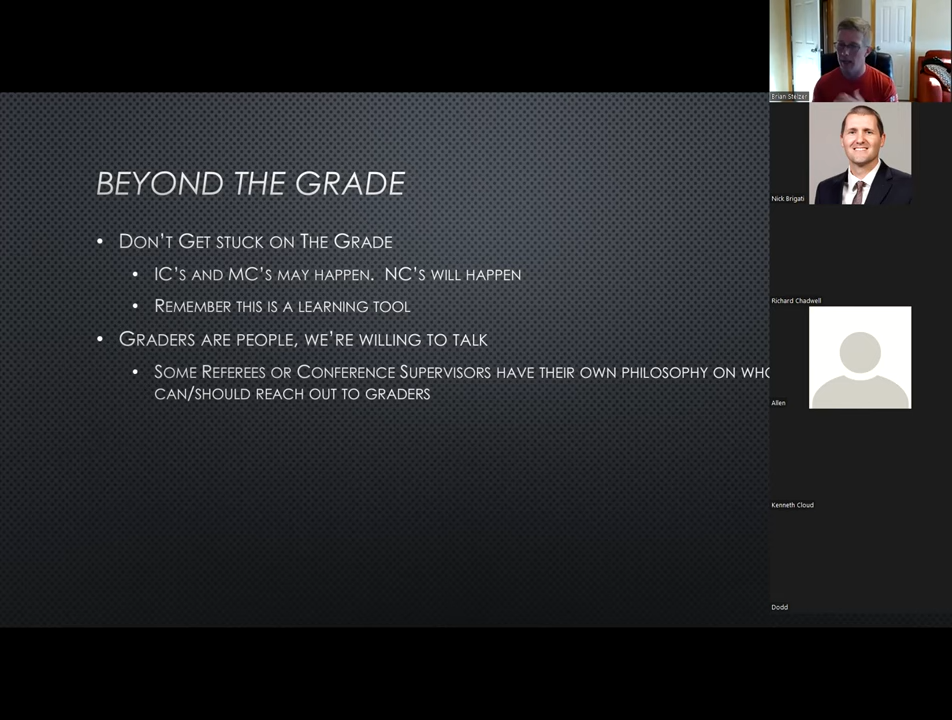 BEYOND THE GRADE
• DON'T GET STUCK ON THE GRADE
• IC'S AND MC'S MAY HAPPEN. NC'S WILL HAPPEN
• REMEMBER THIS IS A LEARNING TOOL
• GRADERS ARE PEOPLE, WE'RE WILLING TO TALK
• SOME REFEREES OR CONFERENCE SUPERVISORS HAVE THEIR OWN PHILOSOPHY ON WHO
CAN/SHOULD REACH OUT TO GRADERS
Erian Stelzer
Nick Brigati
Richard Chadwell
Allen
Kenneth Cloud
Dodd